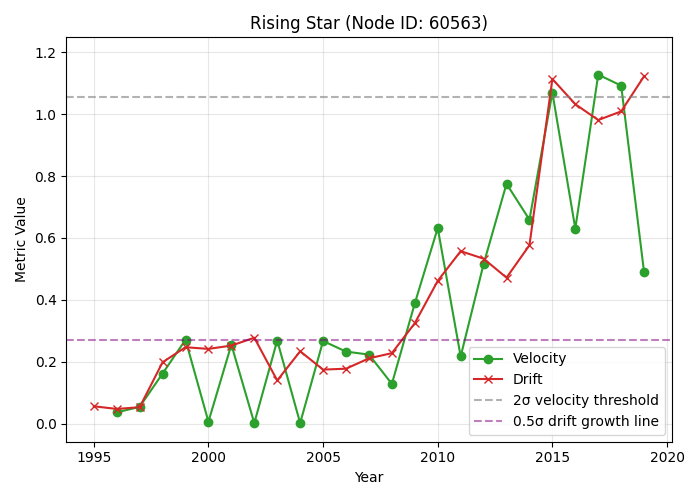 Rising Star (Node ID: 60563)
1.2
1.0
0.8
0.6
0.4
0.2
0.0
Metric Value
Velocity
Drift
2σ velocity threshold
0.5σ drift growth line
1995 2000 2005 2010 2015 2020
Year